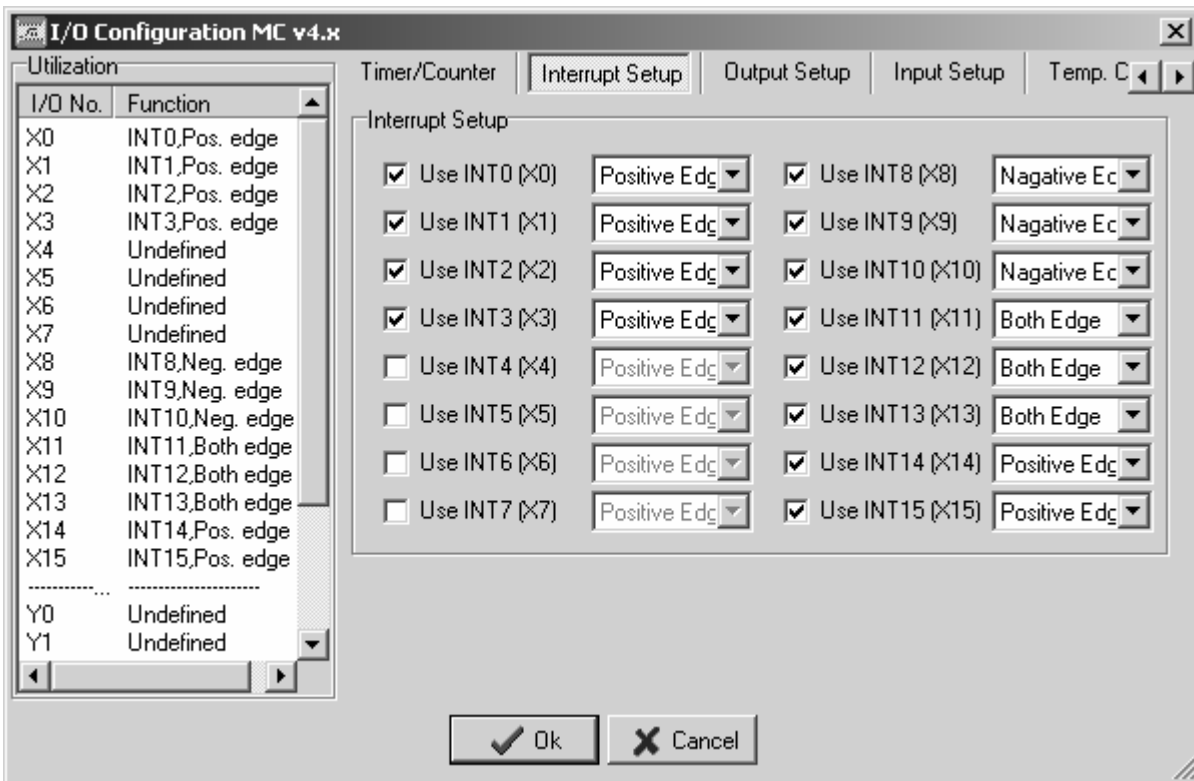 I/O Configuration MC v4.x
Utilization
I/O No. Function
X0 INT0,Pos. edge
X1 INT1,Pos. edge
X2 INT2,Pos. edge
X3 INT3,Pos. edge
X4 Undefined
X5 Undefined
X6 Undefined
X7 Undefined
X8 INT8,Neg. edge
X9 INT9,Neg. edge
X10 INT10,Neg. edge
X11 INT11,Both edge
X12 INT12,Both edge
X13 INT13,Both edge
X14 INT14,Pos. edge
X15 INT15,Pos. edge
-----------... ----------------------
Y0 Undefined
Y1 Undefined
Timer/Counter Interrupt Setup Output Setup Input Setup Temp. C
Interrupt Setup
Use INT0 (X0) Positive Edg Use INT8 (X8) Nagative Ec
Use INT1 (X1) Positive Edg Use INT9 (X9) Nagative Ec
Use INT2 (X2) Positive Edg Use INT10 (X10) Nagative Ec
Use INT3 (X3) Positive Edg Use INT11 (X11) Both Edge
Use INT4 (X4) Positive Edg Use INT12 (X12) Both Edge
Use INT5 (X5) Positive Edg Use INT13 (X13) Both Edge
Use INT6 (X6) Positive Edg Use INT14 (X14) Positive Edg
Use INT7 (X7) Positive Edg Use INT15 (X15) Positive Edg
Ok Cancel